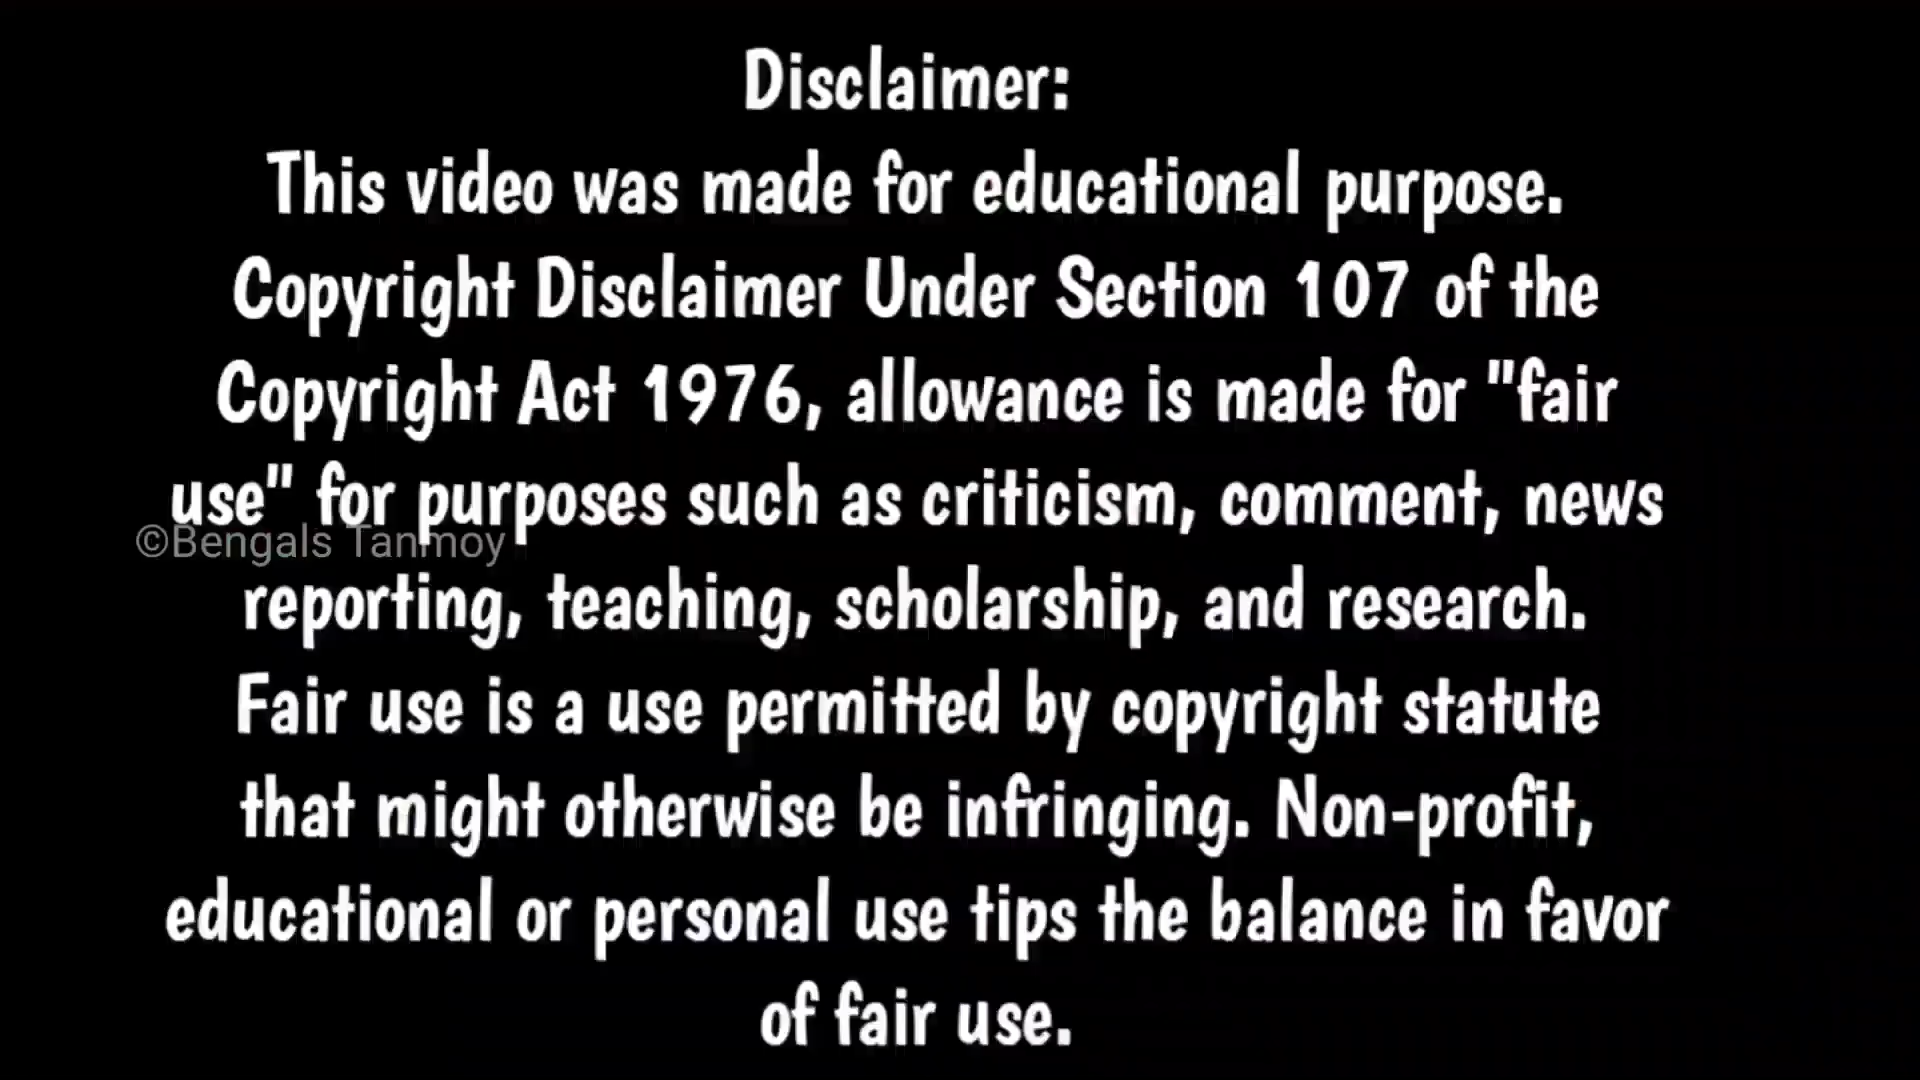 Disclaimer:
This video was made for educational purpose.
Copyright Disclaimer Under Section 107 of the
Copyright Act 1976, allowance is made for "fair
use" for purposes such as criticism, comment, news
©Bengals Tanmoy
reporting, teaching, scholarship, and research.
Fair use is a use permitted by copyright statute
that might otherwise be infringing. Non-profit,
educational or personal use tips the balance in favor
of fair use.